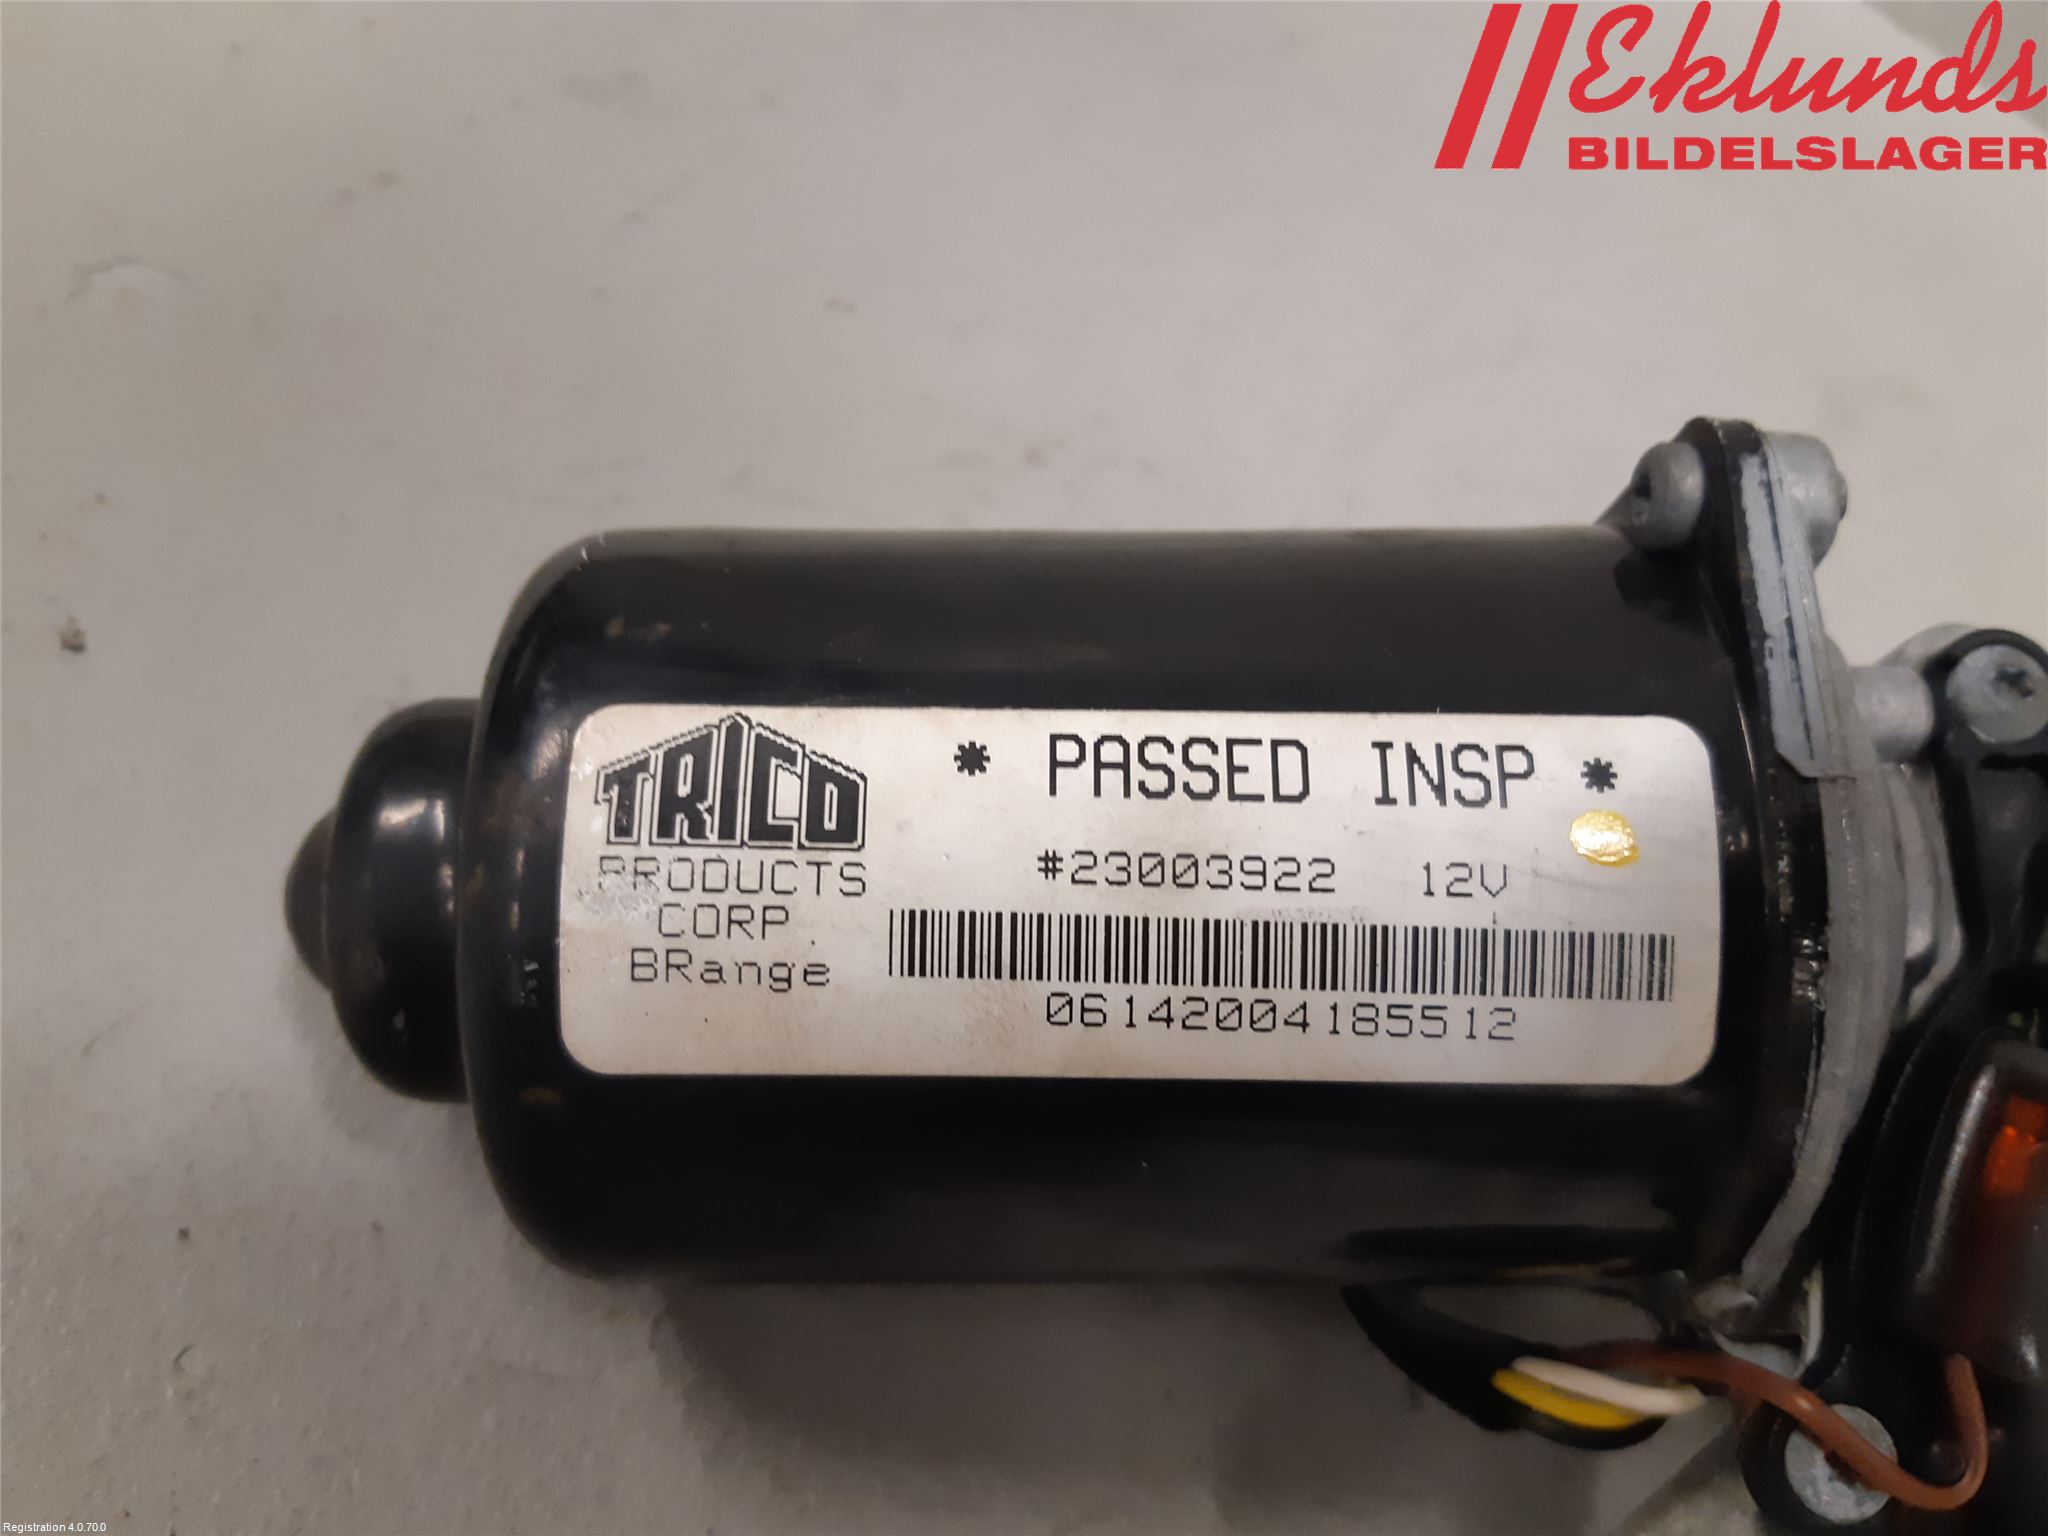 Eklunds
BILDELSLAGER
TRICO
PRODUCTS
CORP.
BRange
* PASSED INSP *
#23003922 12V
06142004185512
Registration 4.0.70.0